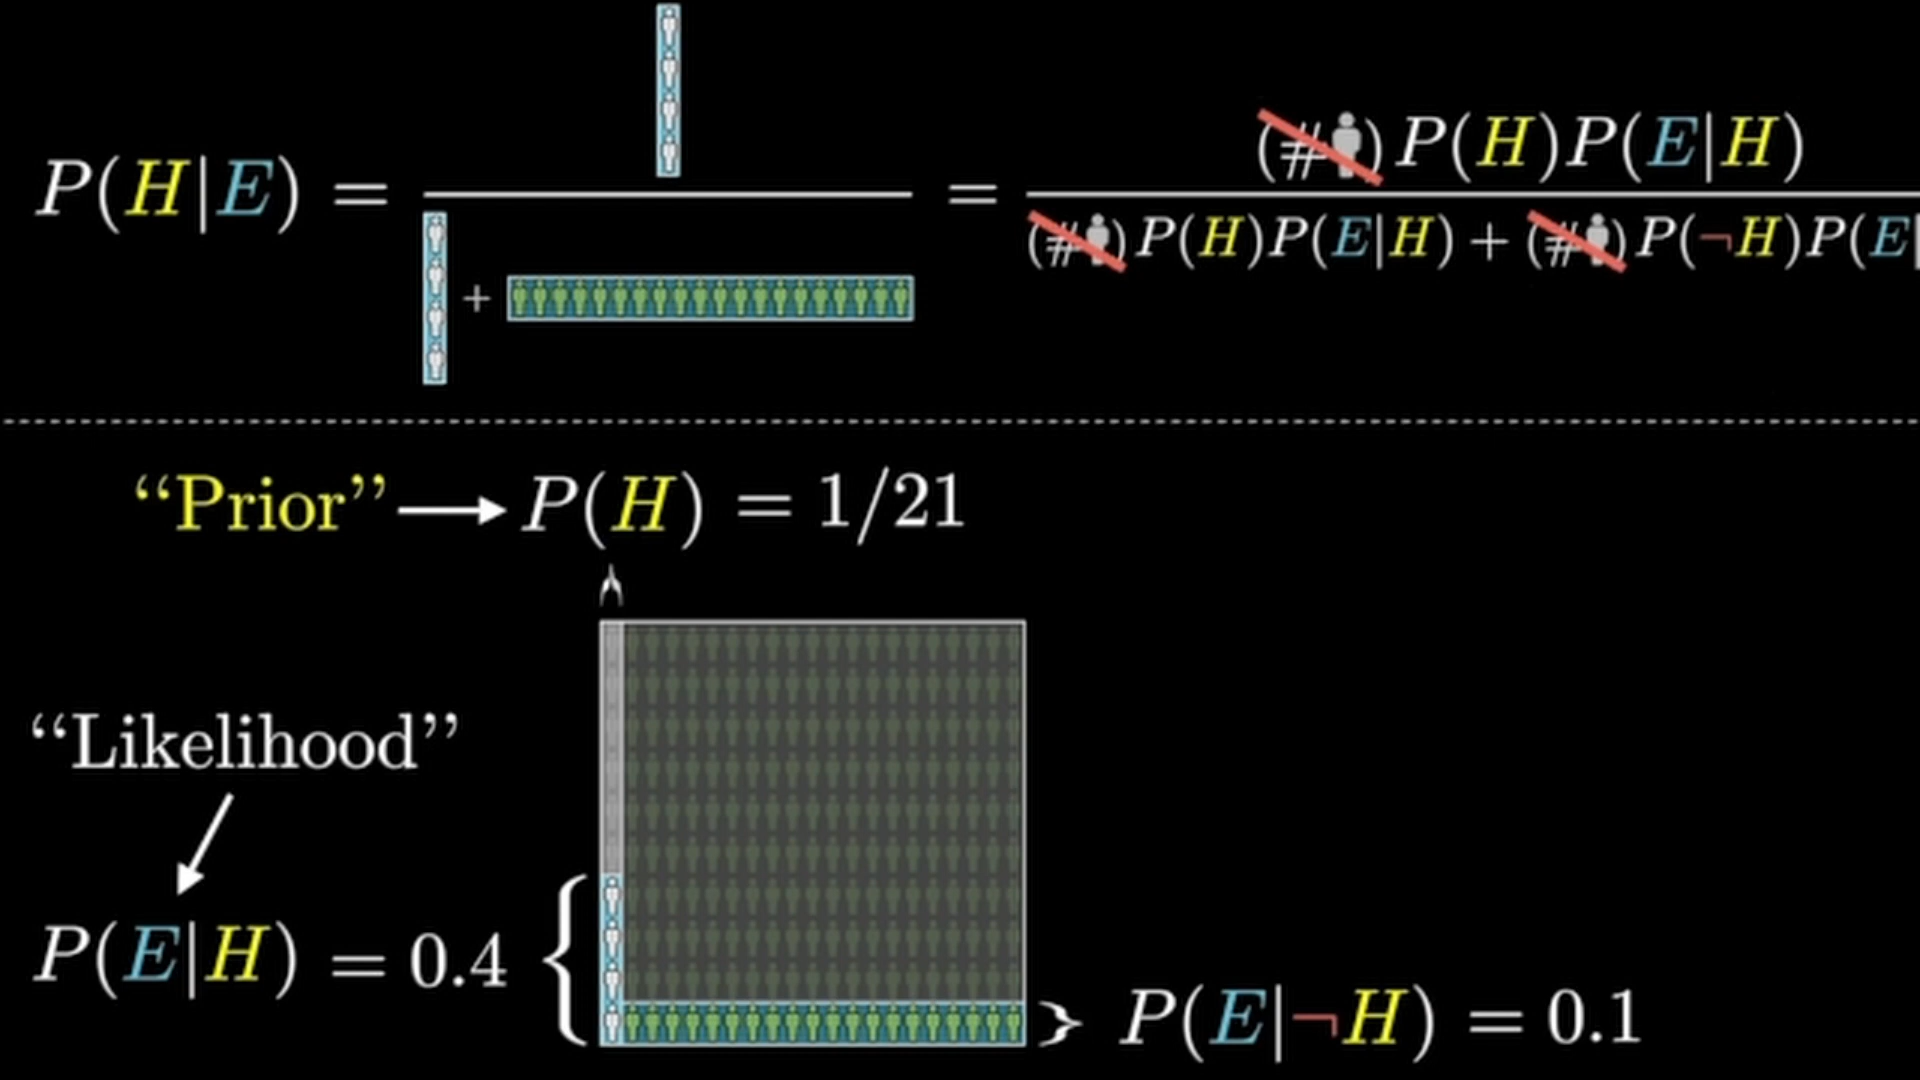 P(H|E) = + = (#)P(H)P(E|H)
(#)P(H)P(E|H) + (#)P(¬H)P(E|
“Prior” → P(H) = 1/21
“Likelihood”
P(E|H) = 0.4
P(E|¬H) = 0.1